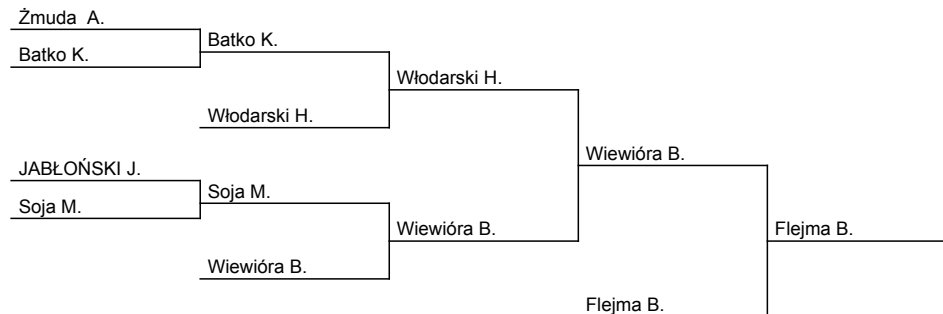 Żmuda  A.
Batko K.
Batko K.
Włodarski H.
Włodarski H.
JABŁOŃSKI J.
Wiewióra B.
Soja M.
Soja M.
Wiewióra B.
Flejma B.
Wiewióra B.
Flejma B.